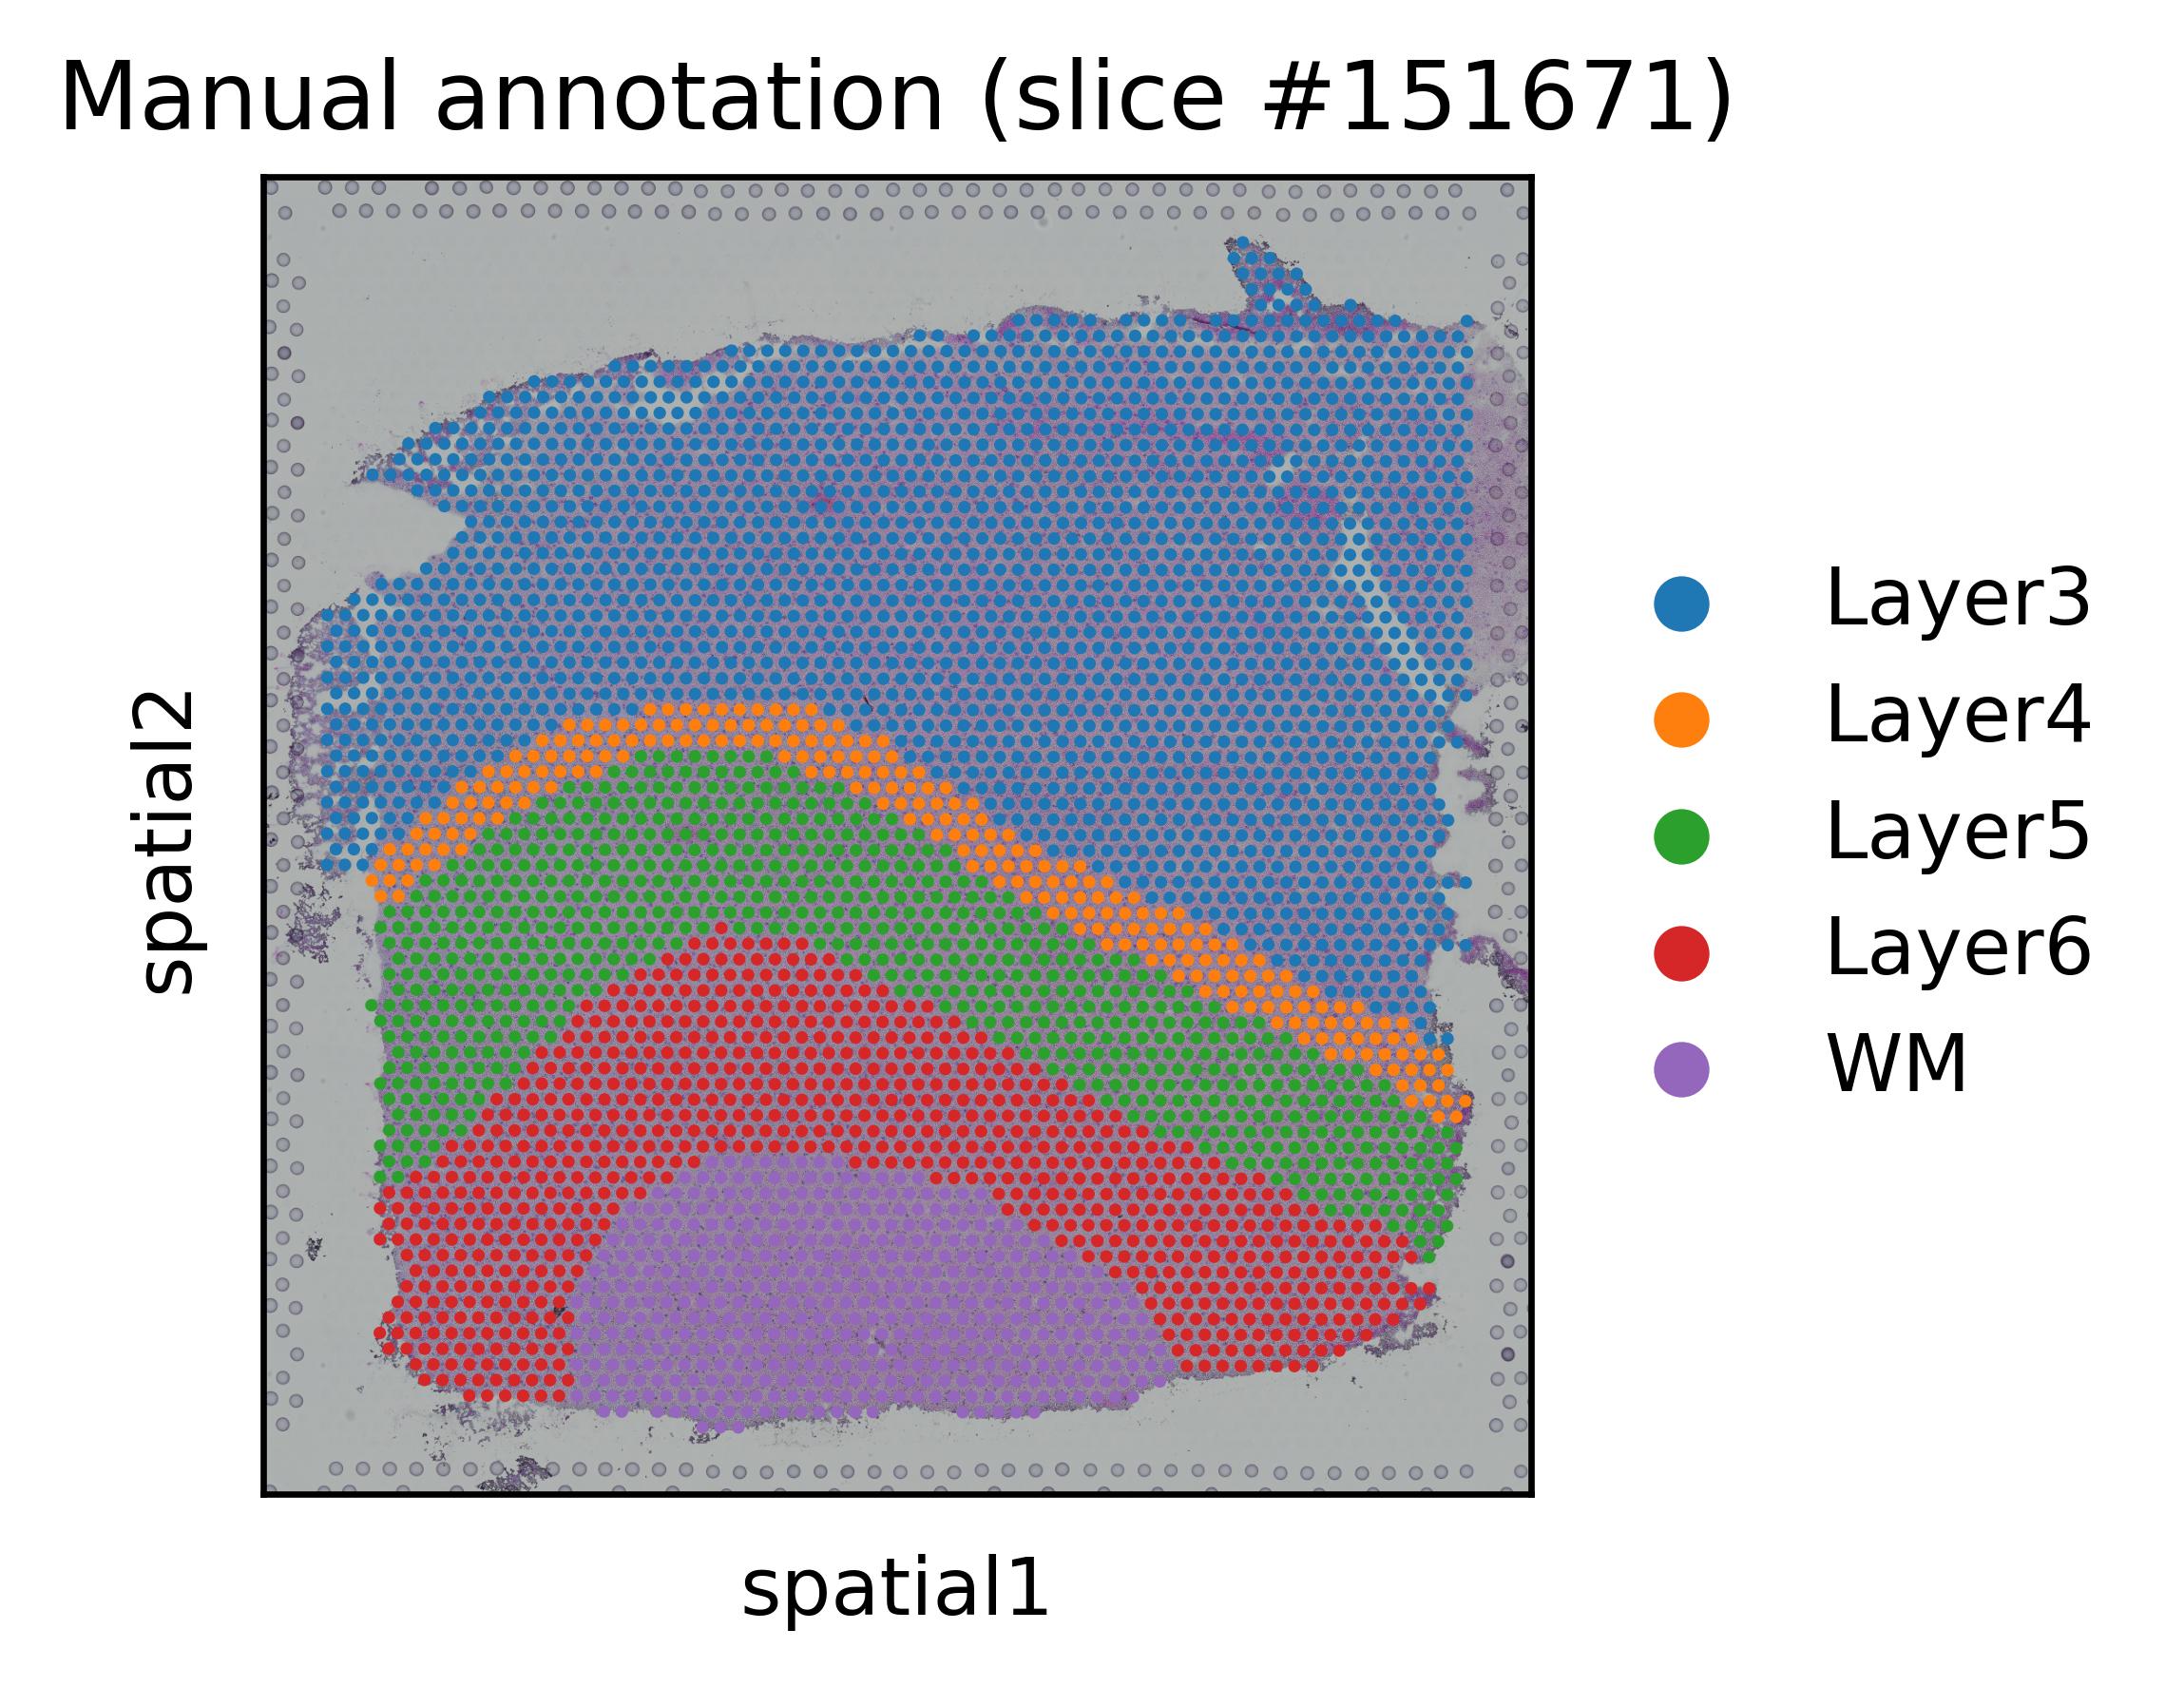 Manual annotation (slice #151671)
spatial2
spatial1
Layer3
Layer4
Layer5
Layer6
WM